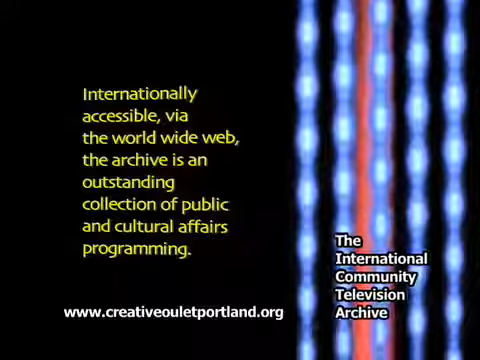 Internationally
accessible, via
the world wide web,
the archive is an
outstanding
collection of public
and cultural affairs
programming.
The
International
Community
Television
Archive
www.creativeouletportland.org